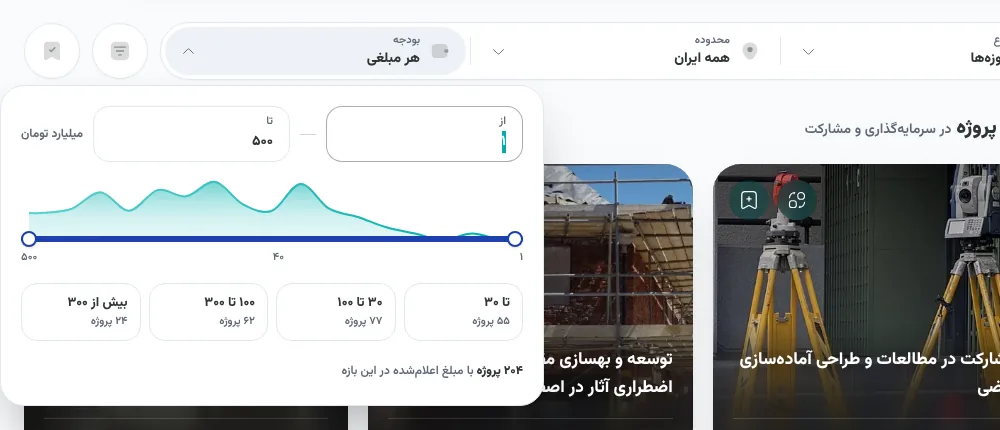 محدوده
همه ایران
بودجه
هر مبلغی
پروژه در سرمایه‌گذاری و مشارکت
از
۱
تا
۵۰۰
میلیارد تومان
۱
۴۰
۵۰۰
تا ۳۰
۵۵ پروژه
۳۰ تا ۱۰۰
۷۷ پروژه
۱۰۰ تا ۳۰۰
۶۲ پروژه
بیش از ۳۰۰
۲۴ پروژه
۲۰۴ پروژه با مبلغ اعلام‌شده در این بازه
در مطالعات و طراحی آماده‌سازی
توسعه و بهسازی
اضطراری آثار در